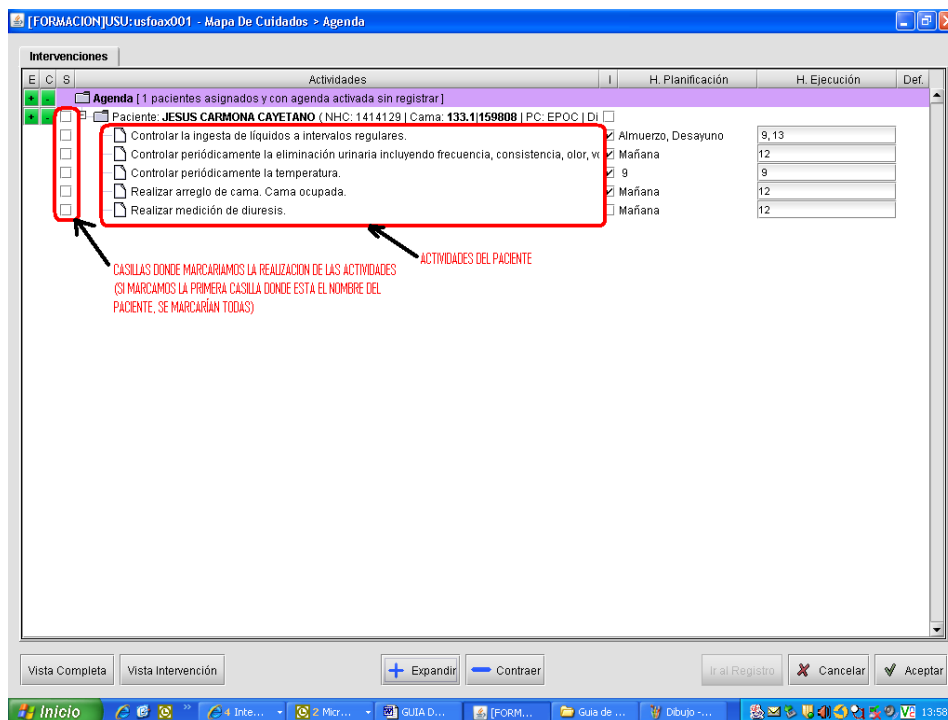 [FORMACION]USU:usfoax001 - Mapa De Cuidados > Agenda
Intervenciones
E C S Actividades I H. Planificación H. Ejecución Def.
+ - Agenda [ 1 pacientes asignados y con agenda activada sin registrar ]
+ - Paciente: JESUS CARMONA CAYETANO ( NHC: 1414129 | Cama: 133.1|159808 | PC: EPOC | Di
Controlar la ingesta de líquidos a intervalos regulares. Almuerzo, Desayuno 9, 13
Controlar periódicamente la eliminación urinaria incluyendo frecuencia, consistencia, olor, vo Mañana 12
Controlar periódicamente la temperatura. 9 9
Realizar arreglo de cama. Cama ocupada. Mañana 12
Realizar medición de diuresis. Mañana 12
ACTIVIDADES DEL PACIENTE
CASILLAS DONDE MARCARIAMOS LA REALIZACION DE LAS ACTIVIDADES
(SI MARCAMOS LA PRIMERA CASILLA DONDE ESTA EL NOMBRE DEL
PACIENTE, SE MARCARÍAN TODAS)
Vista Completa Vista Intervención Expandir Contraer Ir al Registro Cancelar Aceptar
Inicio » 4 Inte... 2 Micr... GUIA D... [FORM... Guia de ... Dibujo -... 13:58